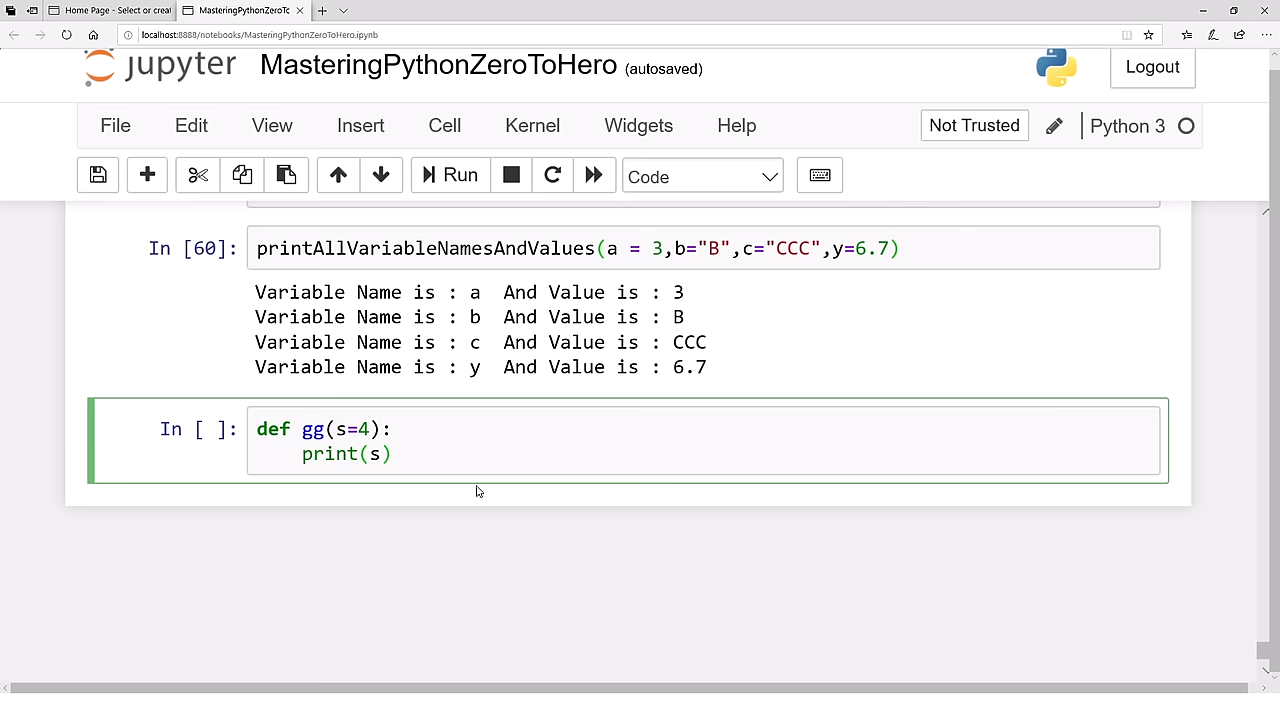 Home Page - Select or creat
MasteringPythonZeroTc
localhost:8888/notebooks/MasteringPythonZeroToHero.ipynb
jupyter MasteringPythonZeroToHero (autosaved)
Logout
File Edit View Insert Cell Kernel Widgets Help Not Trusted Python 3
Run Code
In [60]: printAllVariableNamesAndValues(a = 3,b="B",c="CCC",y=6.7)
Variable Name is : a  And Value is : 3
Variable Name is : b  And Value is : B
Variable Name is : c  And Value is : CCC
Variable Name is : y  And Value is : 6.7
In [ ]: def gg(s=4):
    print(s)